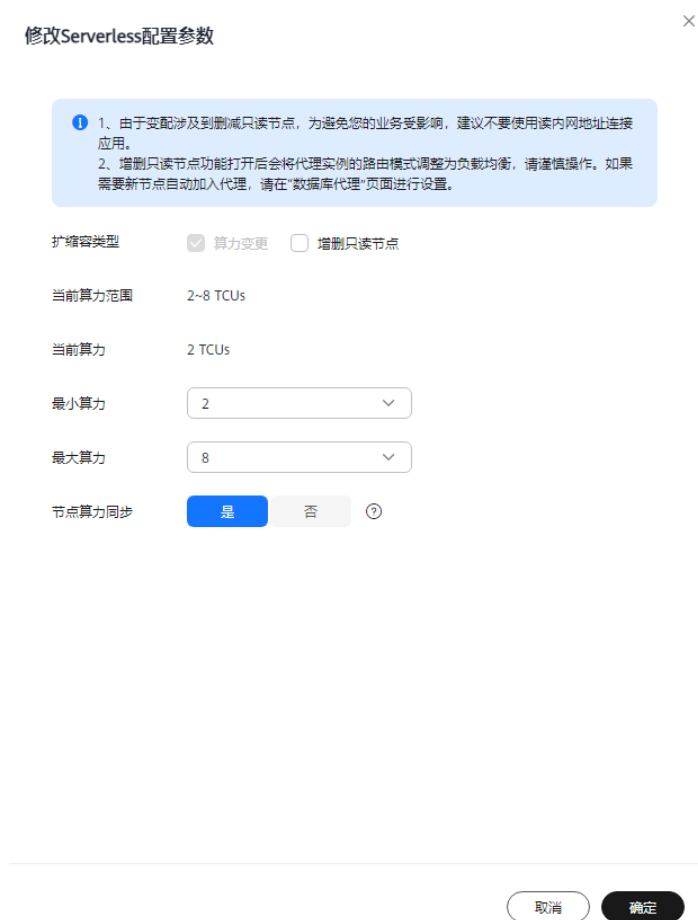 修改Serverless配置参数
1、由于变配涉及到删减只读节点，为避免您的业务受影响，建议不要使用读内网地址连接
应用。
2、增删只读节点功能打开后会将代理实例的路由模式调整为负载均衡，请谨慎操作。如果
需要新节点自动加入代理，请在“数据库代理”页面进行设置。
扩缩容类型 算力变更 增删只读节点
当前算力范围 2~8 TCUs
当前算力 2 TCUs
最小算力 2
最大算力 8
节点算力同步 是 否
取消 确定